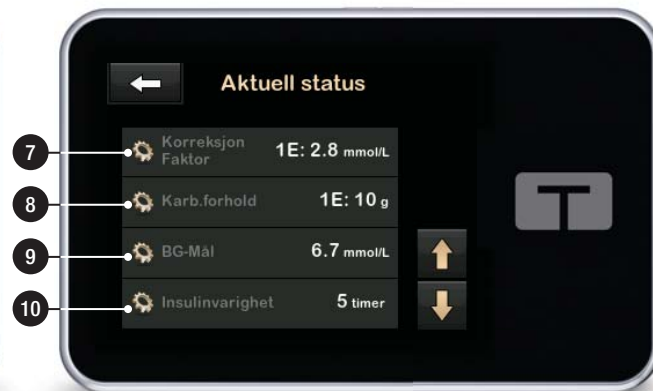 Aktuell status
7
Korreksjon
Faktor
1E: 2.8 mmol/L
8
Karb.forhold
1E: 10 g
9
BG-Mål
6.7 mmol/L
10
Insulinvarighet
5 timer
T